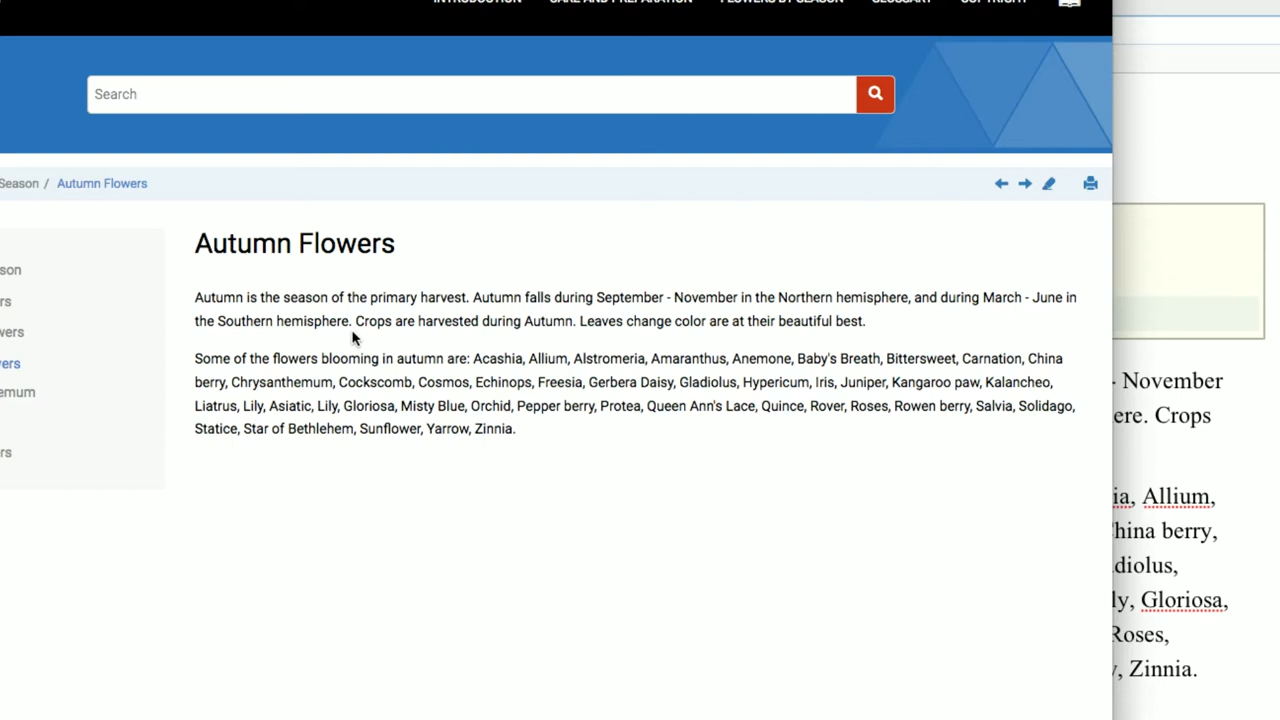 INTRODUCTION CARE AND PREPARATION FLOWERS BY SEASON GLOSSARY COPYRIGHT
Search
Season / Autumn Flowers
Autumn Flowers
Autumn is the season of the primary harvest. Autumn falls during September - November in the Northern hemisphere, and during March - June in
the Southern hemisphere. Crops are harvested during Autumn. Leaves change color are at their beautiful best.
Some of the flowers blooming in autumn are: Acashia, Allium, Alstromeria, Amaranthus, Anemone, Baby's Breath, Bittersweet, Carnation, China
berry, Chrysanthemum, Cockscomb, Cosmos, Echinops, Freesia, Gerbera Daisy, Gladiolus, Hypericum, Iris, Juniper, Kangaroo paw, Kalancheo,
Liatrus, Lily, Asiatic, Lily, Gloriosa, Misty Blue, Orchid, Pepper berry, Protea, Queen Ann's Lace, Quince, Rover, Roses, Rowen berry, Salvia, Solidago,
Statice, Star of Bethlehem, Sunflower, Yarrow, Zinnia.
son
rs
wers
vers
emum
rs
- November
ere. Crops
ia, Allium,
hina berry,
diolus,
ly, Gloriosa,
Roses,
, Zinnia.